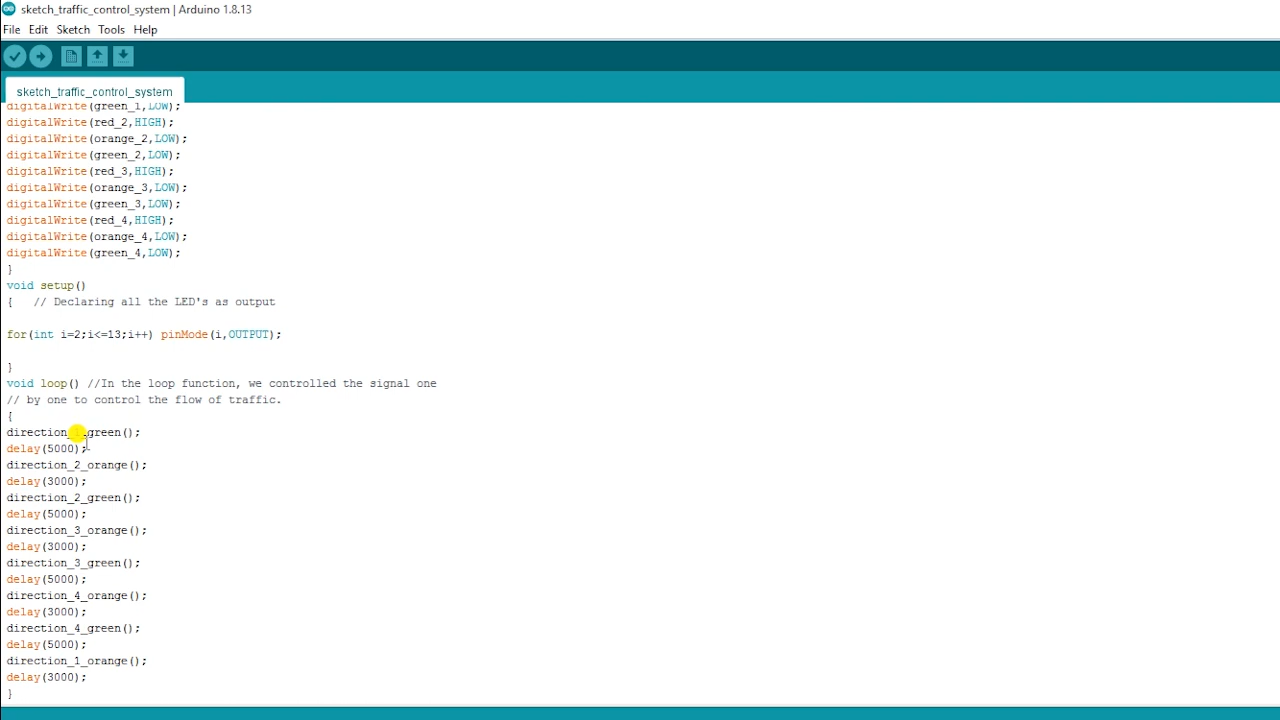 sketch_traffic_control_system | Arduino 1.8.13
File Edit Sketch Tools Help
sketch_traffic_control_system
digitalWrite(green_1,LOW);
digitalWrite(red_2,HIGH);
digitalWrite(orange_2,LOW);
digitalWrite(green_2,LOW);
digitalWrite(red_3,HIGH);
digitalWrite(orange_3,LOW);
digitalWrite(green_3,LOW);
digitalWrite(red_4,HIGH);
digitalWrite(orange_4,LOW);
digitalWrite(green_4,LOW);
}
void setup()
{   // Declaring all the LED's as output
for(int i=2;i<=13;i++) pinMode(i,OUTPUT);
}
void loop() //In the loop function, we controlled the signal one
// by one to control the flow of traffic.
{
direction_1_green();
delay(5000);
direction_2_orange();
delay(3000);
direction_2_green();
delay(5000);
direction_3_orange();
delay(3000);
direction_3_green();
delay(5000);
direction_4_orange();
delay(3000);
direction_4_green();
delay(5000);
direction_1_orange();
delay(3000);
}